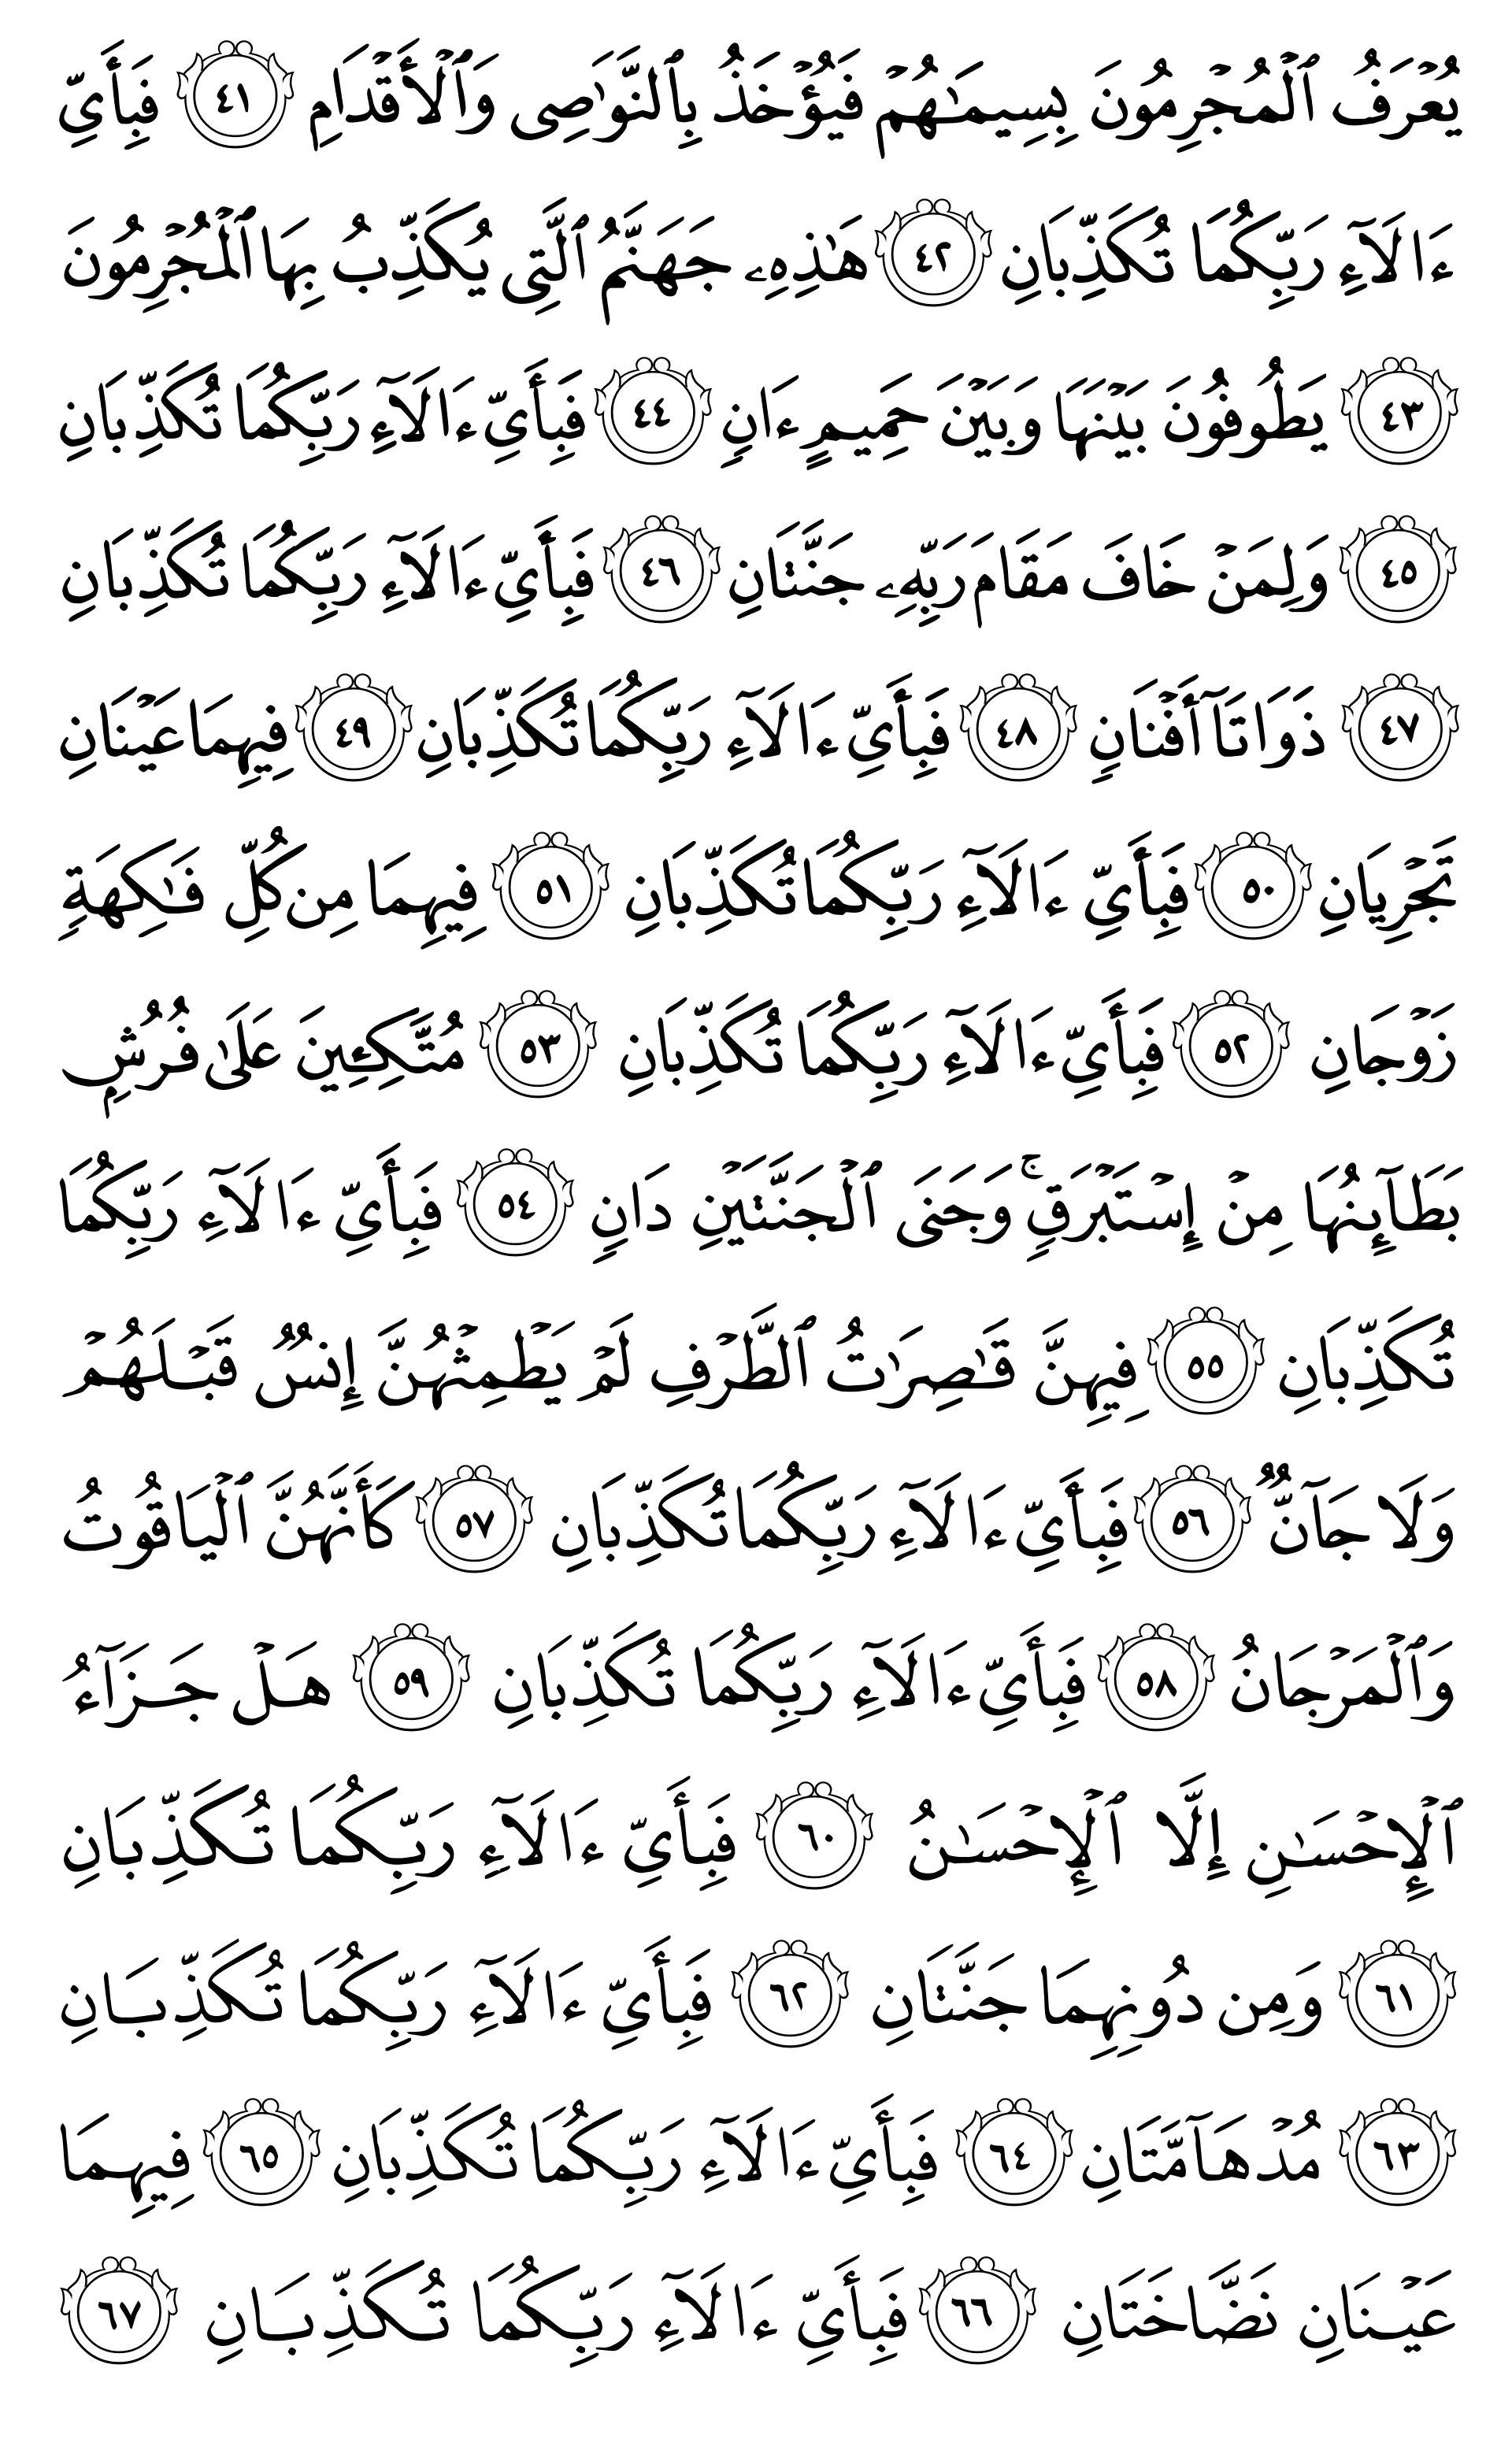 يُعۡرَفُ ٱلۡمُجۡرِمُونَ بِسِيمَٰهُمۡ فَيُؤۡخَذُ بِٱلنَّوَٰصِي وَٱلۡأَقۡدَامِ ٤١ فَبِأَيِّ
ءَالَآءِ رَبِّكُمَا تُكَذِّبَانِ ٤٢ هَٰذِهِۦ جَهَنَّمُ ٱلَّتِي يُكَذِّبُ بِهَا ٱلۡمُجۡرِمُونَ
٤٣ يَطُوفُونَ بَيۡنَهَا وَبَيۡنَ حَمِيمٍ ءَانٖ ٤٤ فَبِأَيِّ ءَالَآءِ رَبِّكُمَا تُكَذِّبَانِ
٤٥ وَلِمَنۡ خَافَ مَقَامَ رَبِّهِۦ جَنَّتَانِ ٤٦ فَبِأَيِّ ءَالَآءِ رَبِّكُمَا تُكَذِّبَانِ
٤٧ ذَوَاتَآ أَفۡنَانٖ ٤٨ فَبِأَيِّ ءَالَآءِ رَبِّكُمَا تُكَذِّبَانِ ٤٩ فِيهِمَا عَيۡنَانِ
تَجۡرِيَانِ ٥٠ فَبِأَيِّ ءَالَآءِ رَبِّكُمَا تُكَذِّبَانِ ٥١ فِيهِمَا مِن كُلِّ فَٰكِهَةٖ
زَوۡجَانِ ٥٢ فَبِأَيِّ ءَالَآءِ رَبِّكُمَا تُكَذِّبَانِ ٥٣ مُتَّكِـِٔينَ عَلَىٰ فُرُشِۭ
بَطَآئِنُهَا مِنۡ إِسۡتَبۡرَقٖۚ وَجَنَى ٱلۡجَنَّتَيۡنِ دَانٖ ٥٤ فَبِأَيِّ ءَالَآءِ رَبِّكُمَا
تُكَذِّبَانِ ٥٥ فِيهِنَّ قَٰصِرَٰتُ ٱلطَّرۡفِ لَمۡ يَطۡمِثۡهُنَّ إِنسٞ قَبۡلَهُمۡ
وَلَا جَآنّٞ ٥٦ فَبِأَيِّ ءَالَآءِ رَبِّكُمَا تُكَذِّبَانِ ٥٧ كَأَنَّهُنَّ ٱلۡيَاقُوتُ
وَٱلۡمَرۡجَانُ ٥٨ فَبِأَيِّ ءَالَآءِ رَبِّكُمَا تُكَذِّبَانِ ٥٩ هَلۡ جَزَآءُ
ٱلۡإِحۡسَٰنِ إِلَّا ٱلۡإِحۡسَٰنُ ٦٠ فَبِأَيِّ ءَالَآءِ رَبِّكُمَا تُكَذِّبَانِ
٦١ وَمِن دُونِهِمَا جَنَّتَانِ ٦٢ فَبِأَيِّ ءَالَآءِ رَبِّكُمَا تُكَذِّبَانِ
٦٣ مُدۡهَآمَّتَانِ ٦٤ فَبِأَيِّ ءَالَآءِ رَبِّكُمَا تُكَذِّبَانِ ٦٥ فِيهِمَا
عَيۡنَانِ نَضَّاخَتَانِ ٦٦ فَبِأَيِّ ءَالَآءِ رَبِّكُمَا تُكَذِّبَانِ ٦٧